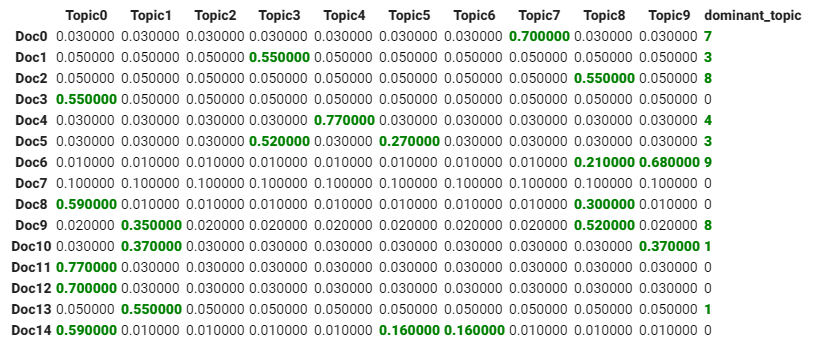 Topic0 Topic1 Topic2 Topic3 Topic4 Topic5 Topic6 Topic7 Topic8 Topic9 dominant_topic
Doc0 0.030000 0.030000 0.030000 0.030000 0.030000 0.030000 0.030000 0.700000 0.030000 0.030000 7
Doc1 0.050000 0.050000 0.050000 0.550000 0.050000 0.050000 0.050000 0.050000 0.050000 0.050000 3
Doc2 0.050000 0.050000 0.050000 0.050000 0.050000 0.050000 0.050000 0.050000 0.550000 0.050000 8
Doc3 0.550000 0.050000 0.050000 0.050000 0.050000 0.050000 0.050000 0.050000 0.050000 0.050000 0
Doc4 0.030000 0.030000 0.030000 0.030000 0.770000 0.030000 0.030000 0.030000 0.030000 0.030000 4
Doc5 0.030000 0.030000 0.030000 0.520000 0.030000 0.270000 0.030000 0.030000 0.030000 0.030000 3
Doc6 0.010000 0.010000 0.010000 0.010000 0.010000 0.010000 0.010000 0.010000 0.210000 0.680000 9
Doc7 0.100000 0.100000 0.100000 0.100000 0.100000 0.100000 0.100000 0.100000 0.100000 0.100000 0
Doc8 0.590000 0.010000 0.010000 0.010000 0.010000 0.010000 0.010000 0.010000 0.300000 0.010000 0
Doc9 0.020000 0.350000 0.020000 0.020000 0.020000 0.020000 0.020000 0.020000 0.520000 0.020000 8
Doc10 0.030000 0.370000 0.030000 0.030000 0.030000 0.030000 0.030000 0.030000 0.030000 0.370000 1
Doc11 0.770000 0.030000 0.030000 0.030000 0.030000 0.030000 0.030000 0.030000 0.030000 0.030000 0
Doc12 0.700000 0.030000 0.030000 0.030000 0.030000 0.030000 0.030000 0.030000 0.030000 0.030000 0
Doc13 0.050000 0.550000 0.050000 0.050000 0.050000 0.050000 0.050000 0.050000 0.050000 0.050000 1
Doc14 0.590000 0.010000 0.010000 0.010000 0.010000 0.160000 0.160000 0.010000 0.010000 0.010000 0